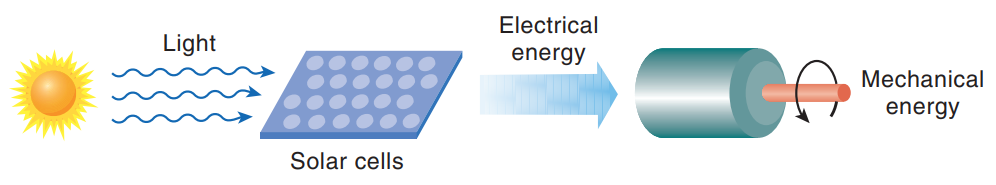 Light
Solar cells
Electrical
energy
Mechanical
energy